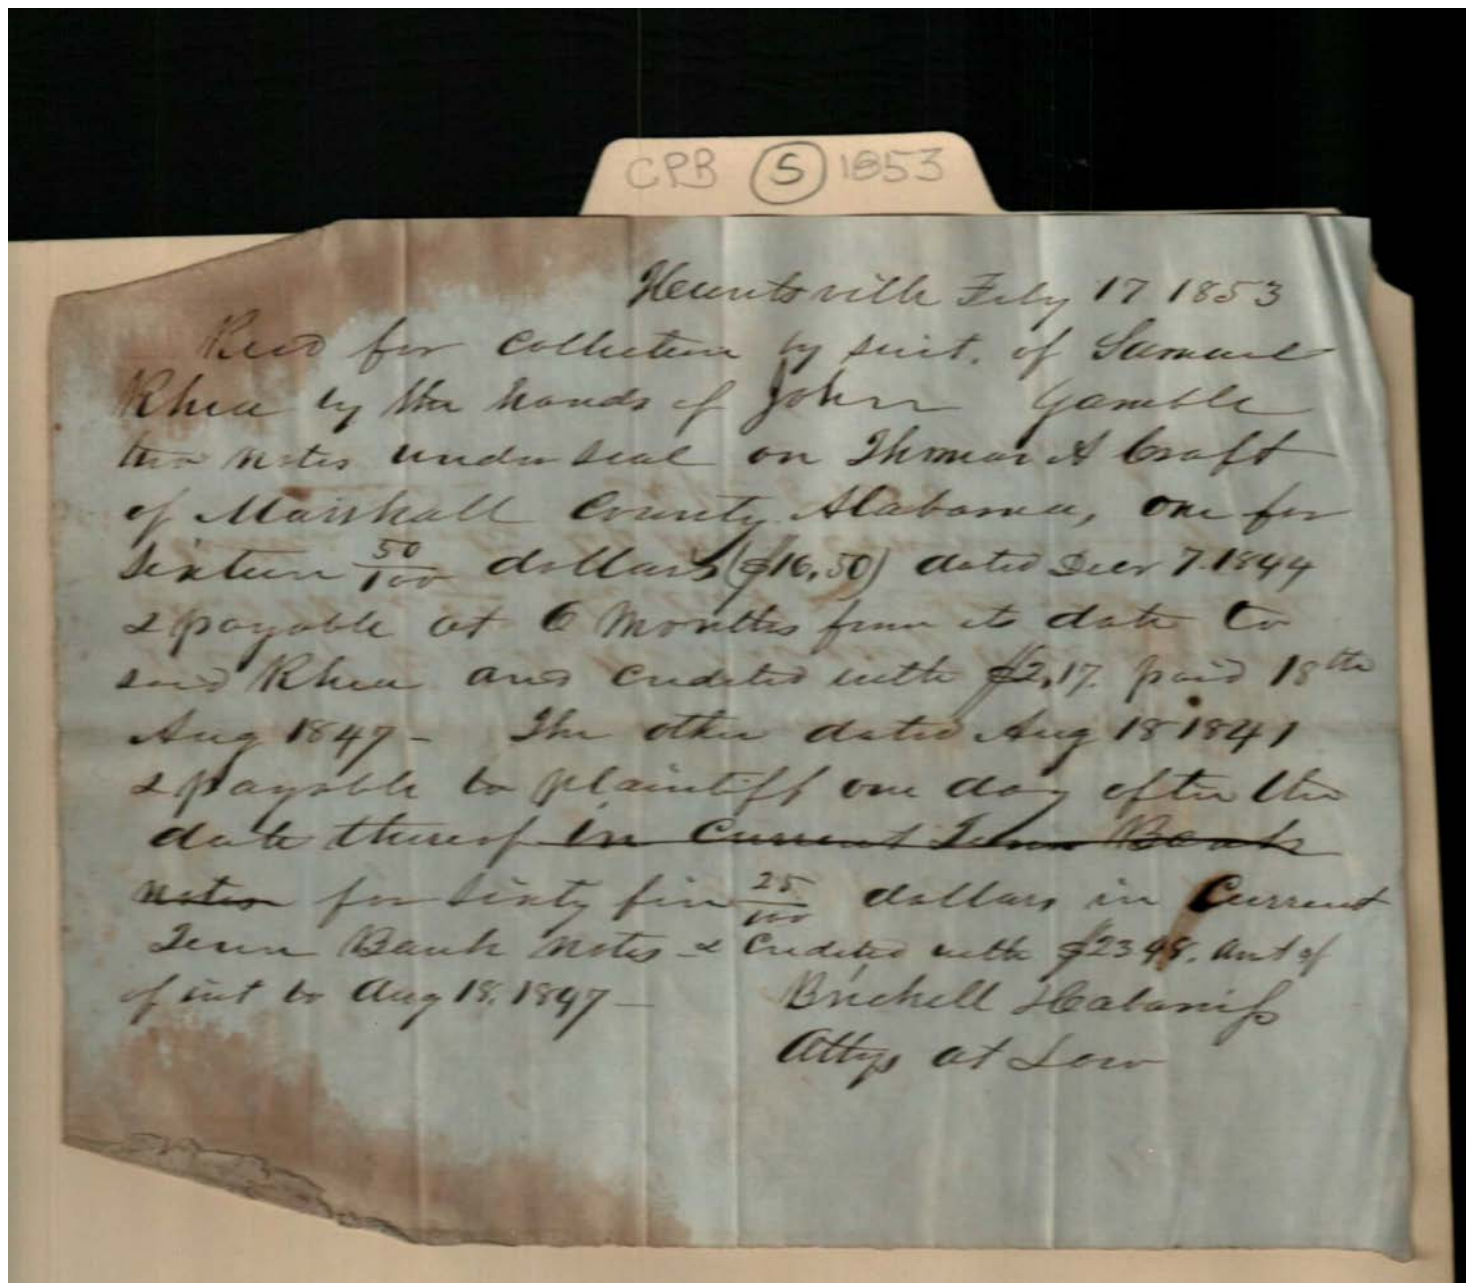 CPB S 1853
Huntsville Feby 17 1853
Recd for Collection by suit. of Samuel
Rhea by the hands of John Gamble
two notes under seal on Thomas A Craft
of Marshall County Alabama, one for
Sixteen 50/100 dollars ($16,50) dated Decr 7. 1844
& payable at 6 Months from its date to
said Rhea and credited with $2,17. paid 18th
Aug 1847 - The other dated Aug 18 1841
& payable to plaintiff one day after the
date thereof in Current Tenn Bank
notes for sixty five 25/100 dollars in Current
Tenn Bank Notes & Credited with $23 98. amt of
of int to Aug 18. 1847 -
Brickell
Attys at Law